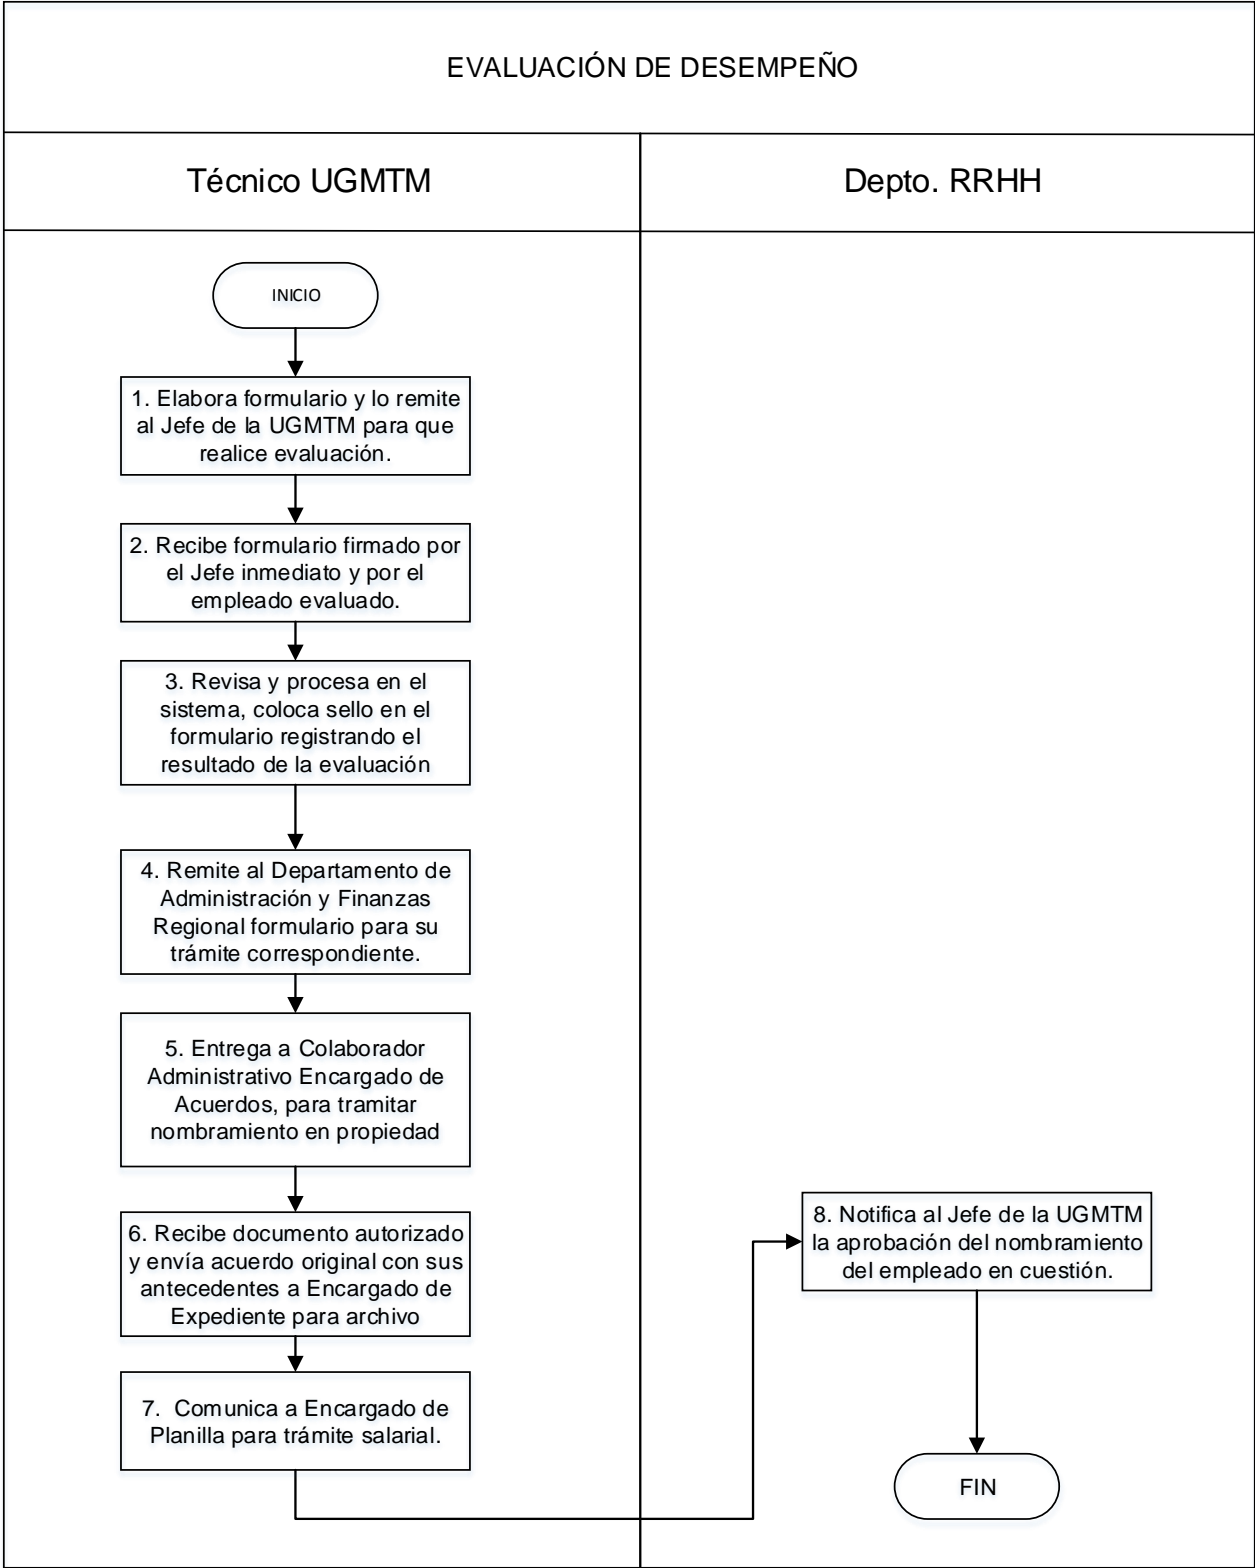 EVALUACIÓN DE DESEMPEÑO
Técnico UGMTM
Depto. RRHH
INICIO
1. Elabora formulario y lo remite
al Jefe de la UGMTM para que
realice evaluación.
2. Recibe formulario firmado por
el Jefe inmediato y por el
empleado evaluado.
3. Revisa y procesa en el
sistema, coloca sello en el
formulario registrando el
resultado de la evaluación
4. Remite al Departamento de
Administración y Finanzas
Regional formulario para su
trámite correspondiente.
5. Entrega a Colaborador
Administrativo Encargado de
Acuerdos, para tramitar
nombramiento en propiedad
6. Recibe documento autorizado
y envía acuerdo original con sus
antecedentes a Encargado de
Expediente para archivo
7. Comunica a Encargado de
Planilla para trámite salarial.
8. Notifica al Jefe de la UGMTM
la aprobación del nombramiento
del empleado en cuestión.
FIN